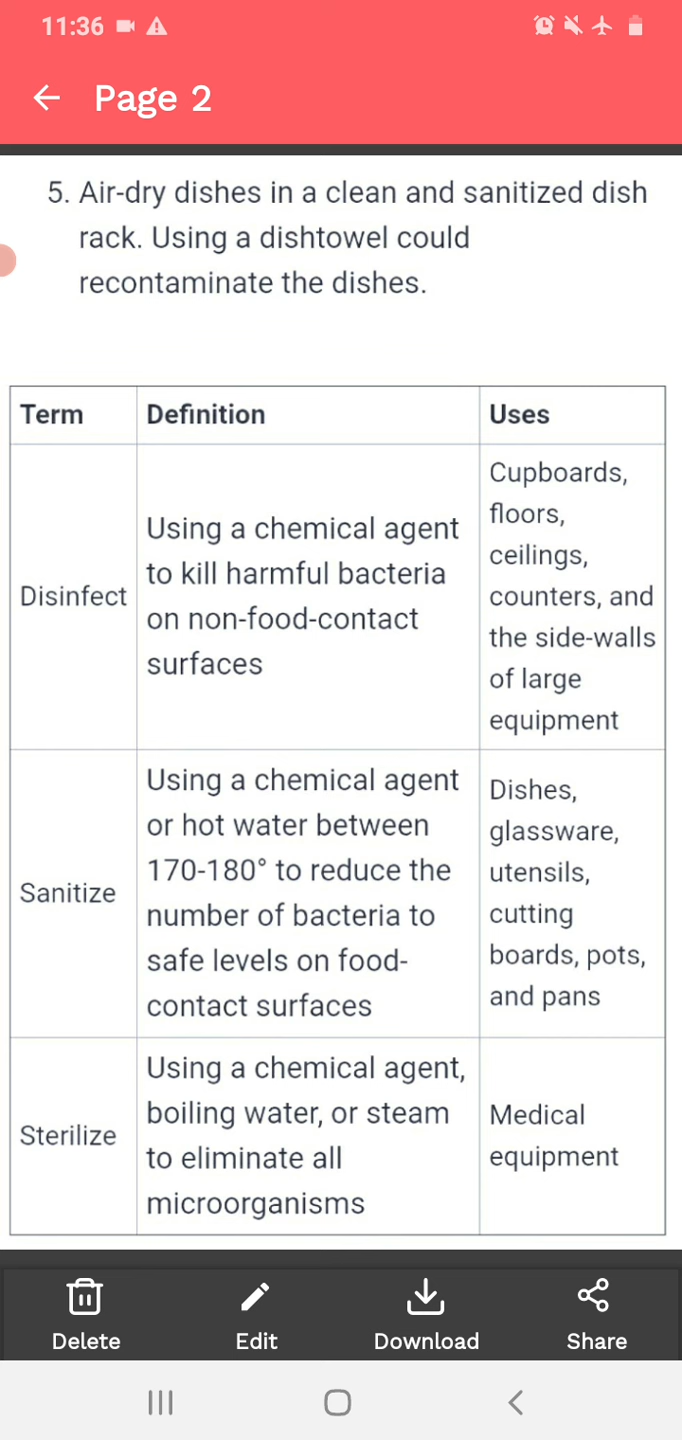 11:36
Page 2
5. Air-dry dishes in a clean and sanitized dish
rack. Using a dishtowel could
recontaminate the dishes.
Term Definition Uses
Disinfect
Using a chemical agent
to kill harmful bacteria
on non-food-contact
surfaces
Cupboards,
floors,
ceilings,
counters, and
the side-walls
of large
equipment
Sanitize
Using a chemical agent
or hot water between
170-180° to reduce the
number of bacteria to
safe levels on food-
contact surfaces
Dishes,
glassware,
utensils,
cutting
boards, pots,
and pans
Sterilize
Using a chemical agent,
boiling water, or steam
to eliminate all
microorganisms
Medical
equipment
Delete Edit Download Share